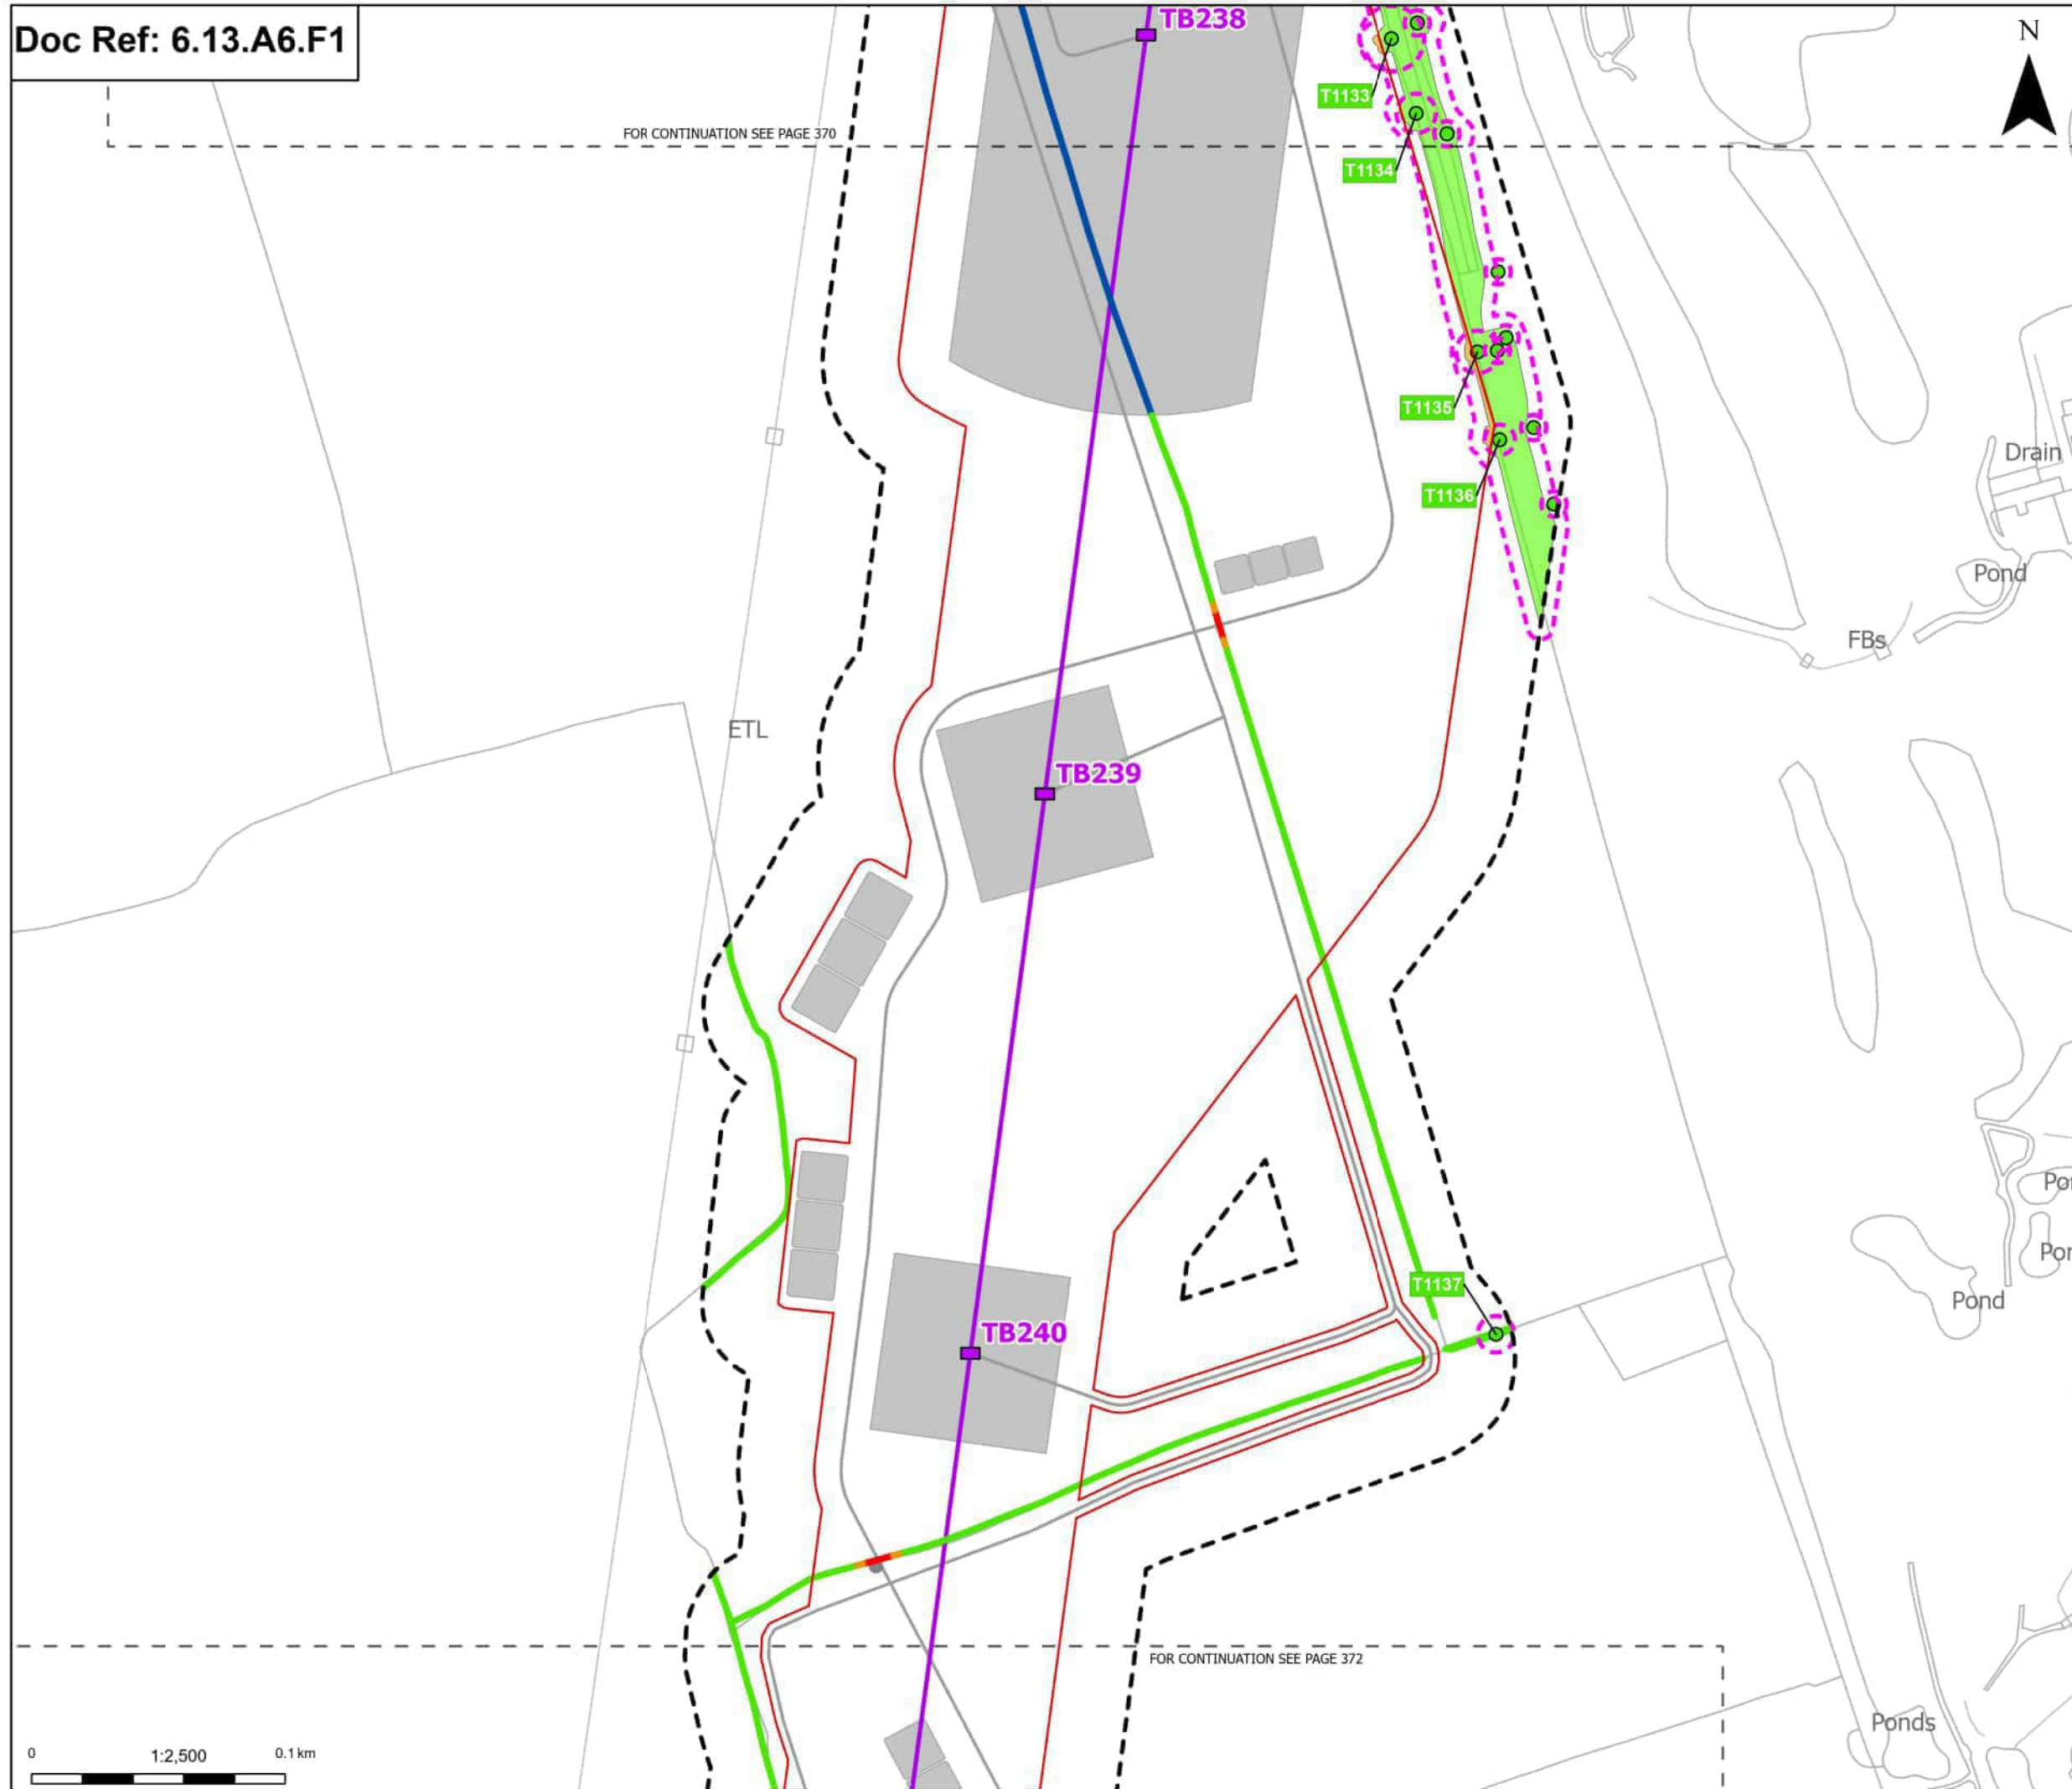 TB238
N
Doc Ref: 6.13.A6.F1
T1133
FOR CONTINUATION SEE PAGE 370
T1134
T1135
Drain
T1136
Pond
FBs
ETL
TB239
T1137
Pond
TB240
FOR CONTINUATION SEE PAGE 372
Ponds
0 1:2,500 0.1 km